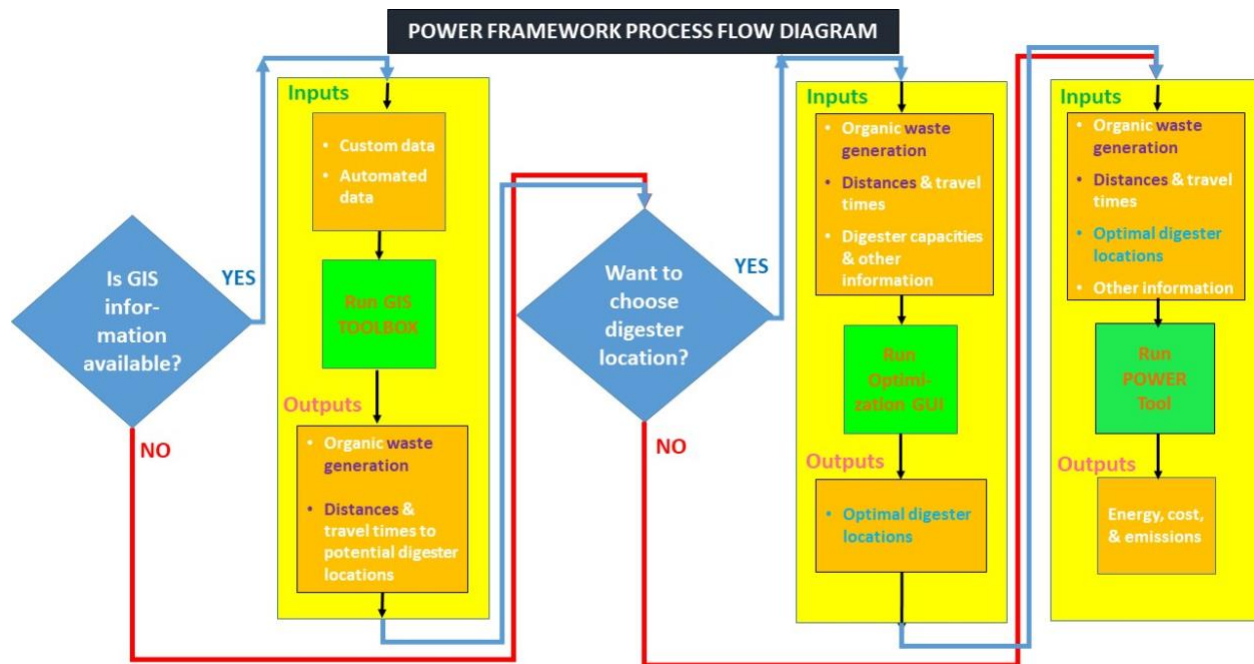 POWER FRAMEWORK PROCESS FLOW DIAGRAM
Is GIS
infor-
mation
available?
YES
NO
Inputs
• Custom data
• Automated
data
Run GIS
TOOLBOX
Outputs
• Organic waste
generation
• Distances &
travel times to
potential digester
locations
Want to
choose
digester
location?
YES
NO
Inputs
• Organic waste
generation
• Distances & travel
times
• Digester capacities
& other
information
Run
Optimi-
zation GUI
Outputs
• Optimal digester
locations
Inputs
• Organic waste
generation
• Distances & travel
times
• Optimal digester
locations
• Other information
Run
POWER
Tool
Outputs
Energy, cost,
& emissions